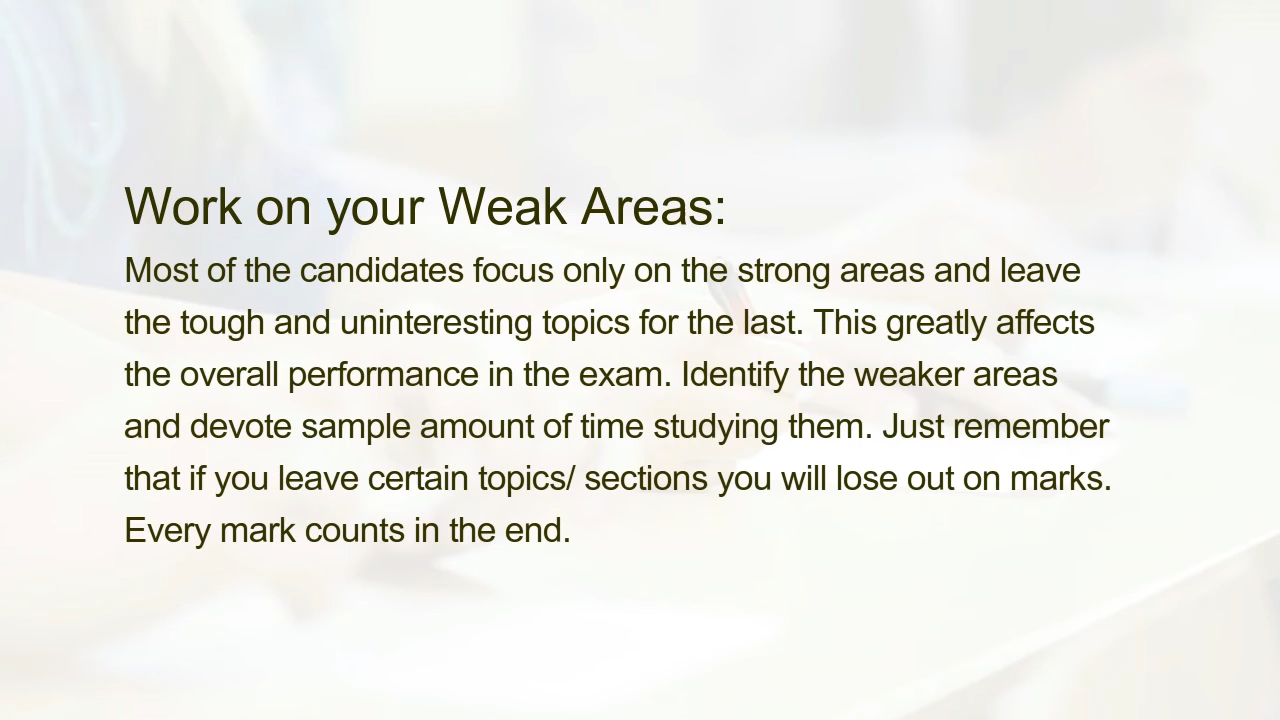 Work on your Weak Areas:
Most of the candidates focus only on the strong areas and leave
the tough and uninteresting topics for the last. This greatly affects
the overall performance in the exam. Identify the weaker areas
and devote sample amount of time studying them. Just remember
that if you leave certain topics/ sections you will lose out on marks.
Every mark counts in the end.